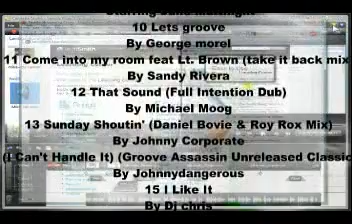 10 Lets groove
By George morel
11 Come into my room feat Lt. Brown (take it back mix
By Sandy Rivera
12 That Sound (Full Intention Dub)
By Michael Moog
13 Sunday Shoutin' (Daniel Bovie & Roy Rox Mix)
By Johnny Corporate
(I Can't Handle It) (Groove Assassin Unreleased Classic
By Johnnydangerous
15 I Like It
By Dj chris